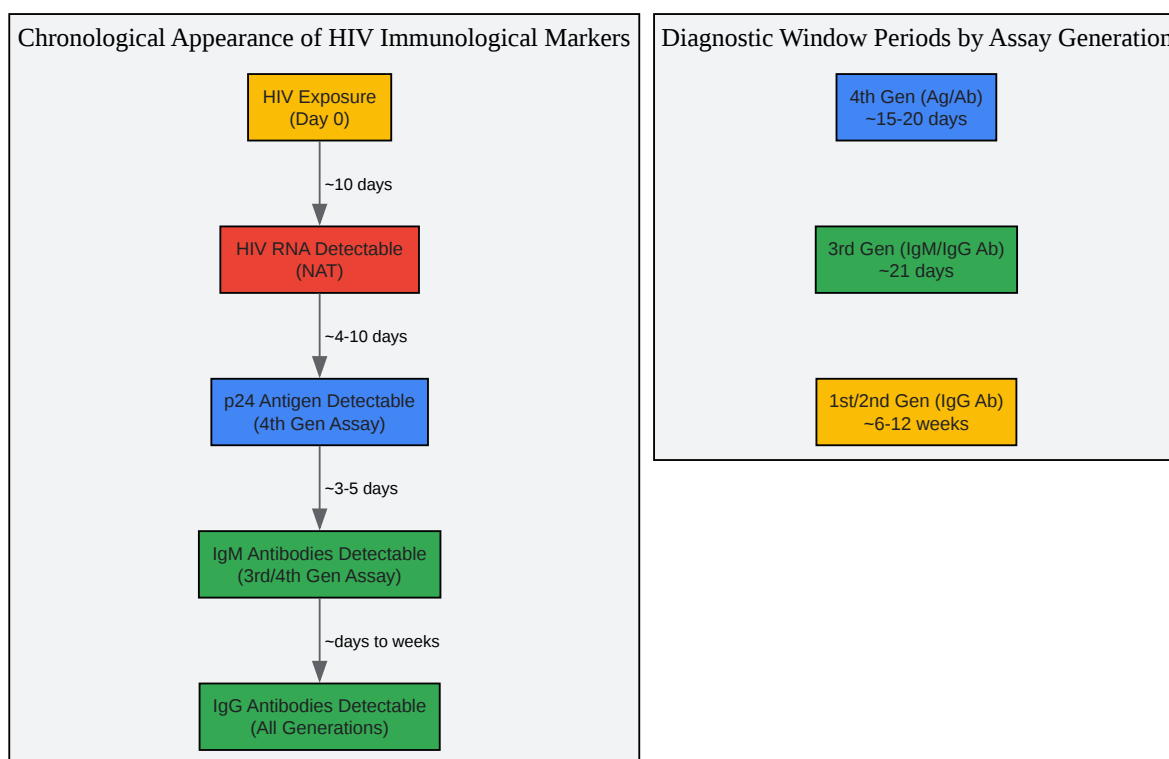 Chronological Appearance of HIV Immunological Markers
HIV Exposure
(Day 0)
~10 days
HIV RNA Detectable
(NAT)
~4-10 days
p24 Antigen Detectable
(4th Gen Assay)
~3-5 days
IgM Antibodies Detectable
(3rd/4th Gen Assay)
~days to weeks
IgG Antibodies Detectable
(All Generations)
Diagnostic Window Periods by Assay Generation
4th Gen (Ag/Ab)
~15-20 days
3rd Gen (IgM/IgG Ab)
~21 days
1st/2nd Gen (IgG Ab)
~6-12 weeks